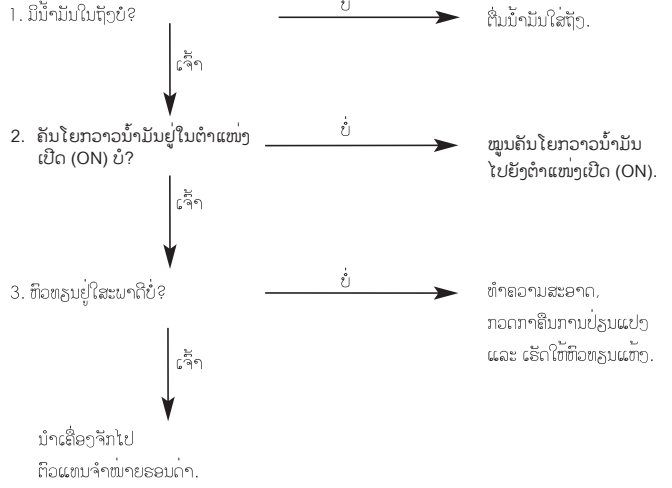 1. ມີນ້ຳມັນໃນຖັງບໍ່?
ບໍ່
ຕື່ມນ້ຳມັນໃສ່ຖັງ.
ເຈົ້າ
2. ຄັນໂຍກວາວນ້ຳມັນຢູ່ໃນຕຳແໜ່ງ
ເປີດ (ON) ບໍ່?
ບໍ່
ໝູນຄັນໂຍກວາວນ້ຳມັນ
ໄປຍັງຕຳແໜ່ງເປີດ (ON).
ເຈົ້າ
3. ຫົວທຽນຢູ່ໃສະພາດີບໍ່?
ບໍ່
ທຳຄວາມສະອາດ,
ກວດກາຄືນການປ່ຽນແປງ
ແລະ ເຮັດໃຫ້ຫົວທຽນແຫ້ງ.
ເຈົ້າ
ນຳເຄື່ອງຈັກໄປ
ຕົວແທນຈຳໜ່າຍຮອນດ່າ.